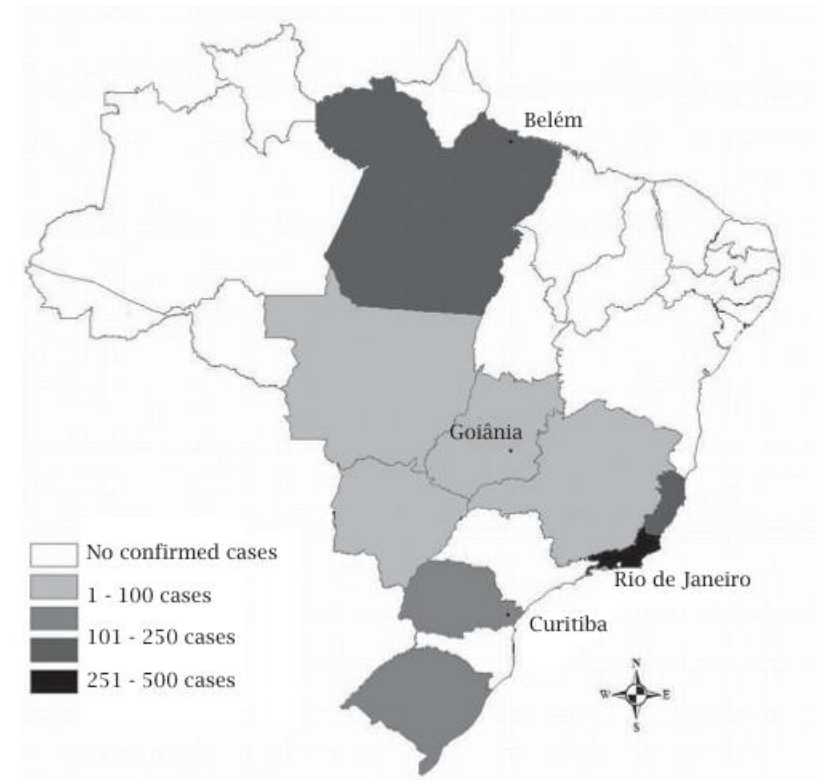 Belém
Goiânia
No confirmed cases
1 - 100 cases
101 - 250 cases
251 - 500 cases
Rio de Janeiro
Curitiba
N
W E
S